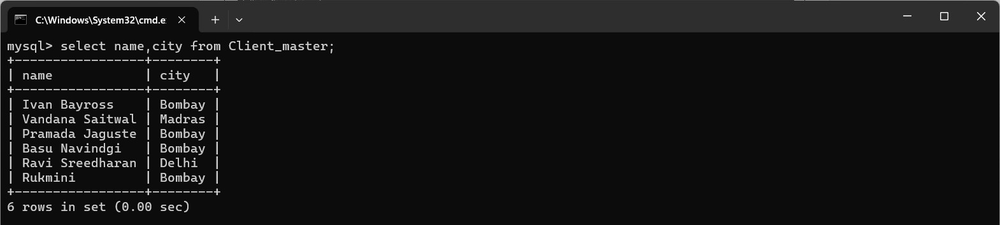 C:\Windows\System32\cmd.e
mysql> select name,city from Client_master;
+-----------------+--------+
| name            | city   |
+-----------------+--------+
| Ivan Bayross    | Bombay |
| Vandana Saitwal | Madras |
| Pramada Jaguste | Bombay |
| Basu Navindgi   | Bombay |
| Ravi Sreedharan | Delhi  |
| Rukmini         | Bombay |
+-----------------+--------+
6 rows in set (0.00 sec)